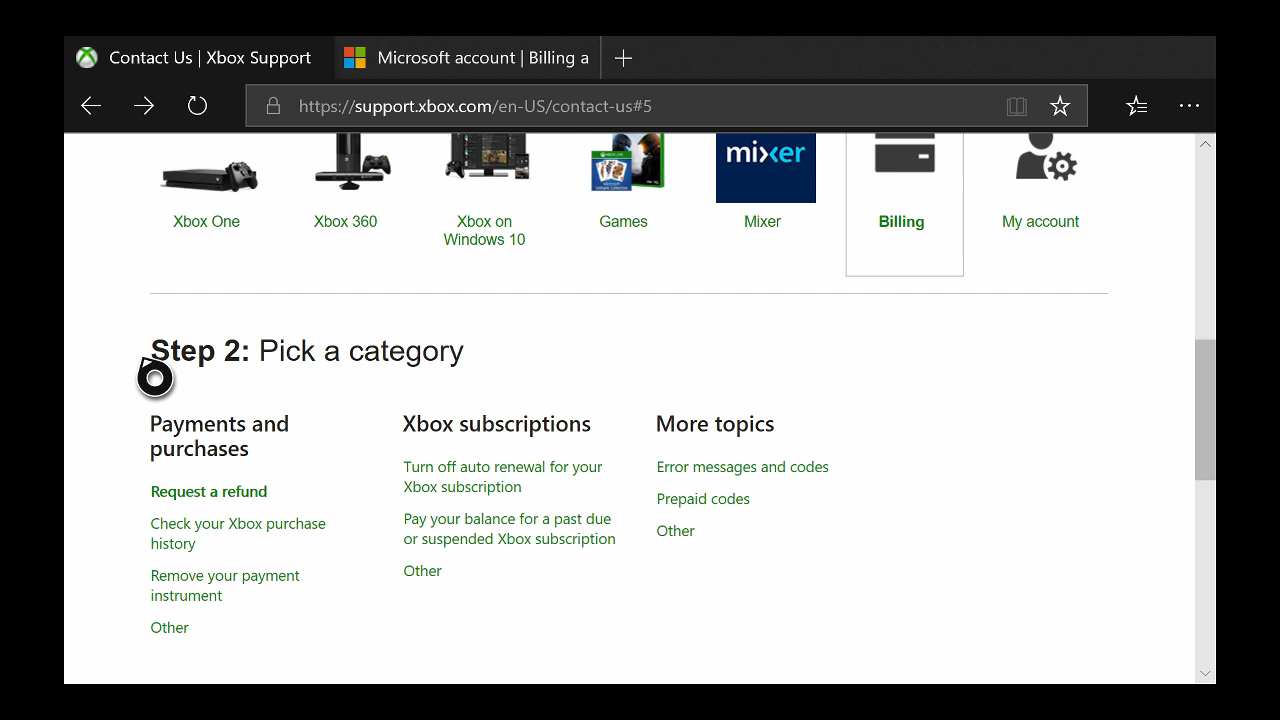 Contact Us | Xbox Support
Microsoft account | Billing a
https://support.xbox.com/en-US/contact-us#5
mixer
Xbox One
Xbox 360
Xbox on
Windows 10
Games
Mixer
Billing
My account
Step 2: Pick a category
Payments and
purchases
Request a refund
Check your Xbox purchase
history
Remove your payment
instrument
Other
Xbox subscriptions
Turn off auto renewal for your
Xbox subscription
Pay your balance for a past due
or suspended Xbox subscription
Other
More topics
Error messages and codes
Prepaid codes
Other